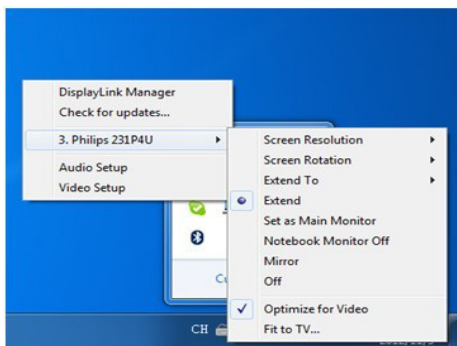 DisplayLink Manager
Check for updates...
3. Philips 231P4U
Audio Setup
Video Setup
Screen Resolution
Screen Rotation
Extend To
Extend
Set as Main Monitor
Notebook Monitor Off
Mirror
Off
Optimize for Video
Fit to TV...
CH